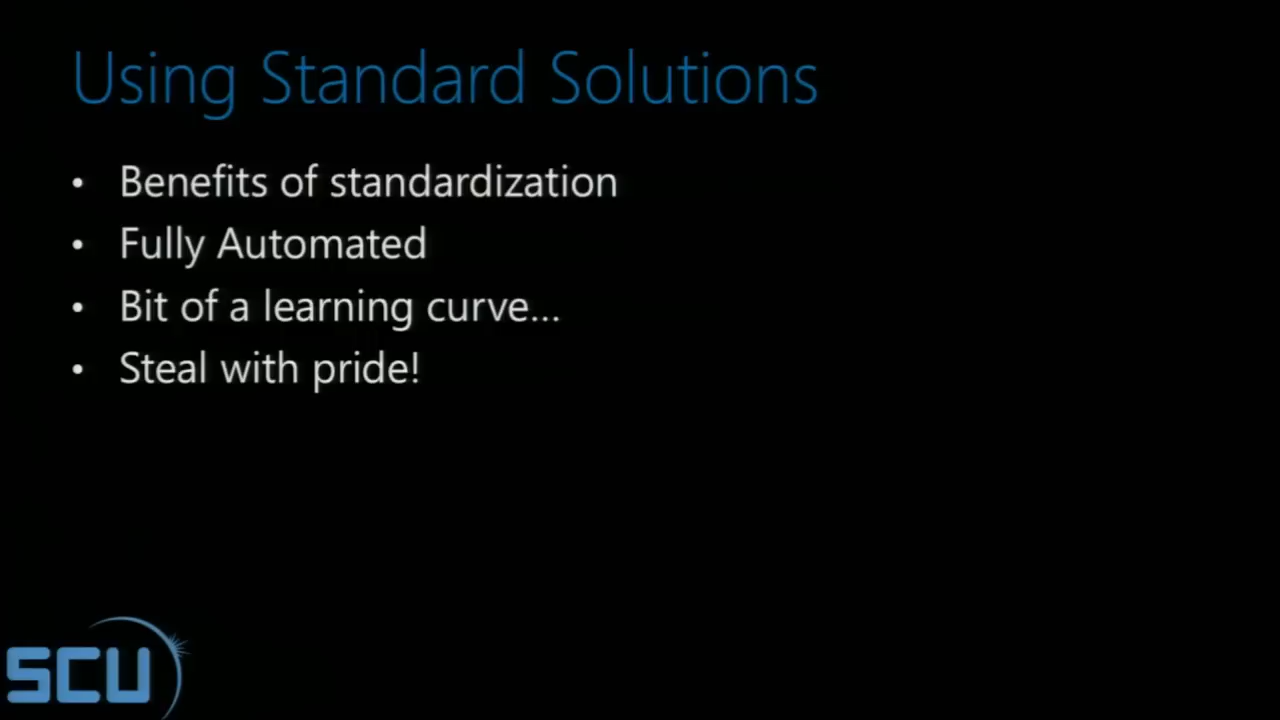 Using Standard Solutions
• Benefits of standardization
• Fully Automated
• Bit of a learning curve...
• Steal with pride!
SCU